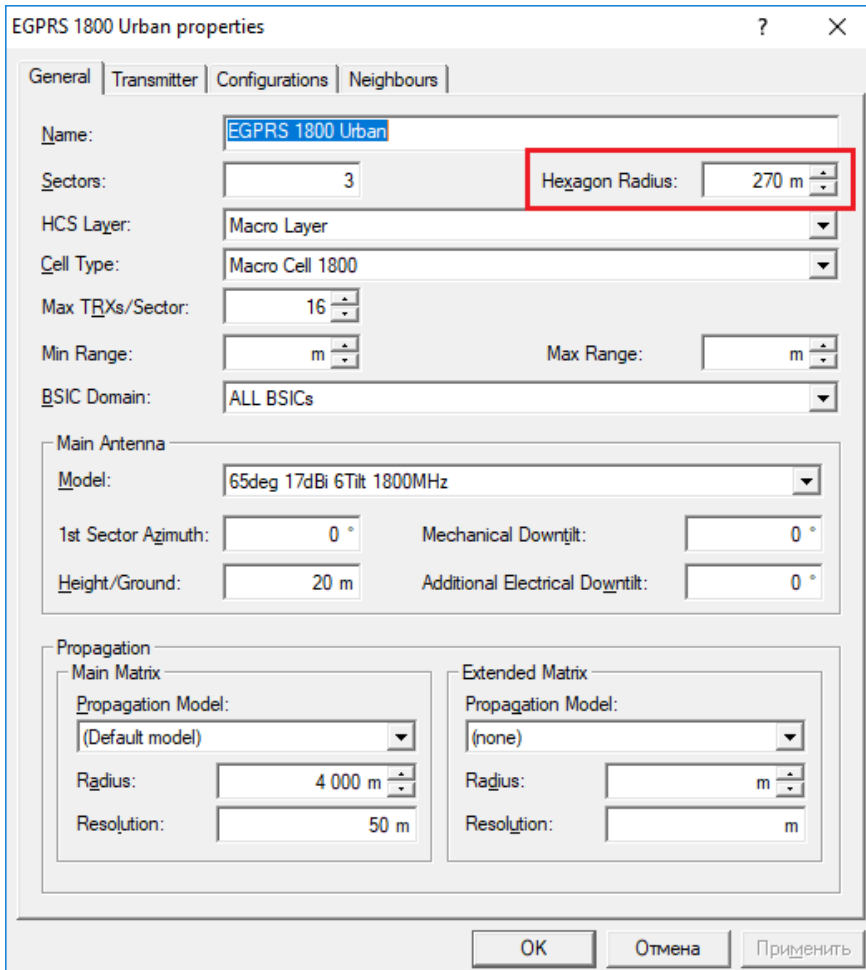 EGPRS 1800 Urban properties ?
General Transmitter Configurations Neighbours
Name: EGPRS 1800 Urban
Sectors: 3 Hexagon Radius: 270 m
HCS Layer: Macro Layer
Cell Type: Macro Cell 1800
Max TRXs/Sector: 16
Min Range: m Max Range: m
BSIC Domain: ALL BSICs
Main Antenna
Model: 65deg 17dBi 6Tilt 1800MHz
1st Sector Azimuth: 0 ° Mechanical Downtilt: 0 °
Height/Ground: 20 m Additional Electrical Downtilt: 0 °
Propagation
Main Matrix Extended Matrix
Propagation Model: Propagation Model:
(Default model) (none)
Radius: 4 000 m Radius: m
Resolution: 50 m Resolution: m
OK Отмена Применить